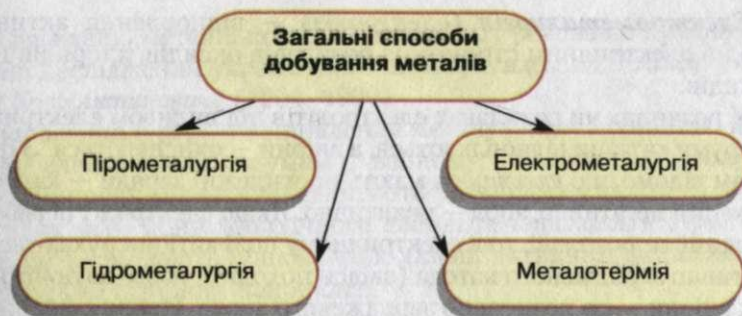 Загальні способи
добування металів
Пірометалургія
Електрометалургія
Гідрометалургія
Металотермія